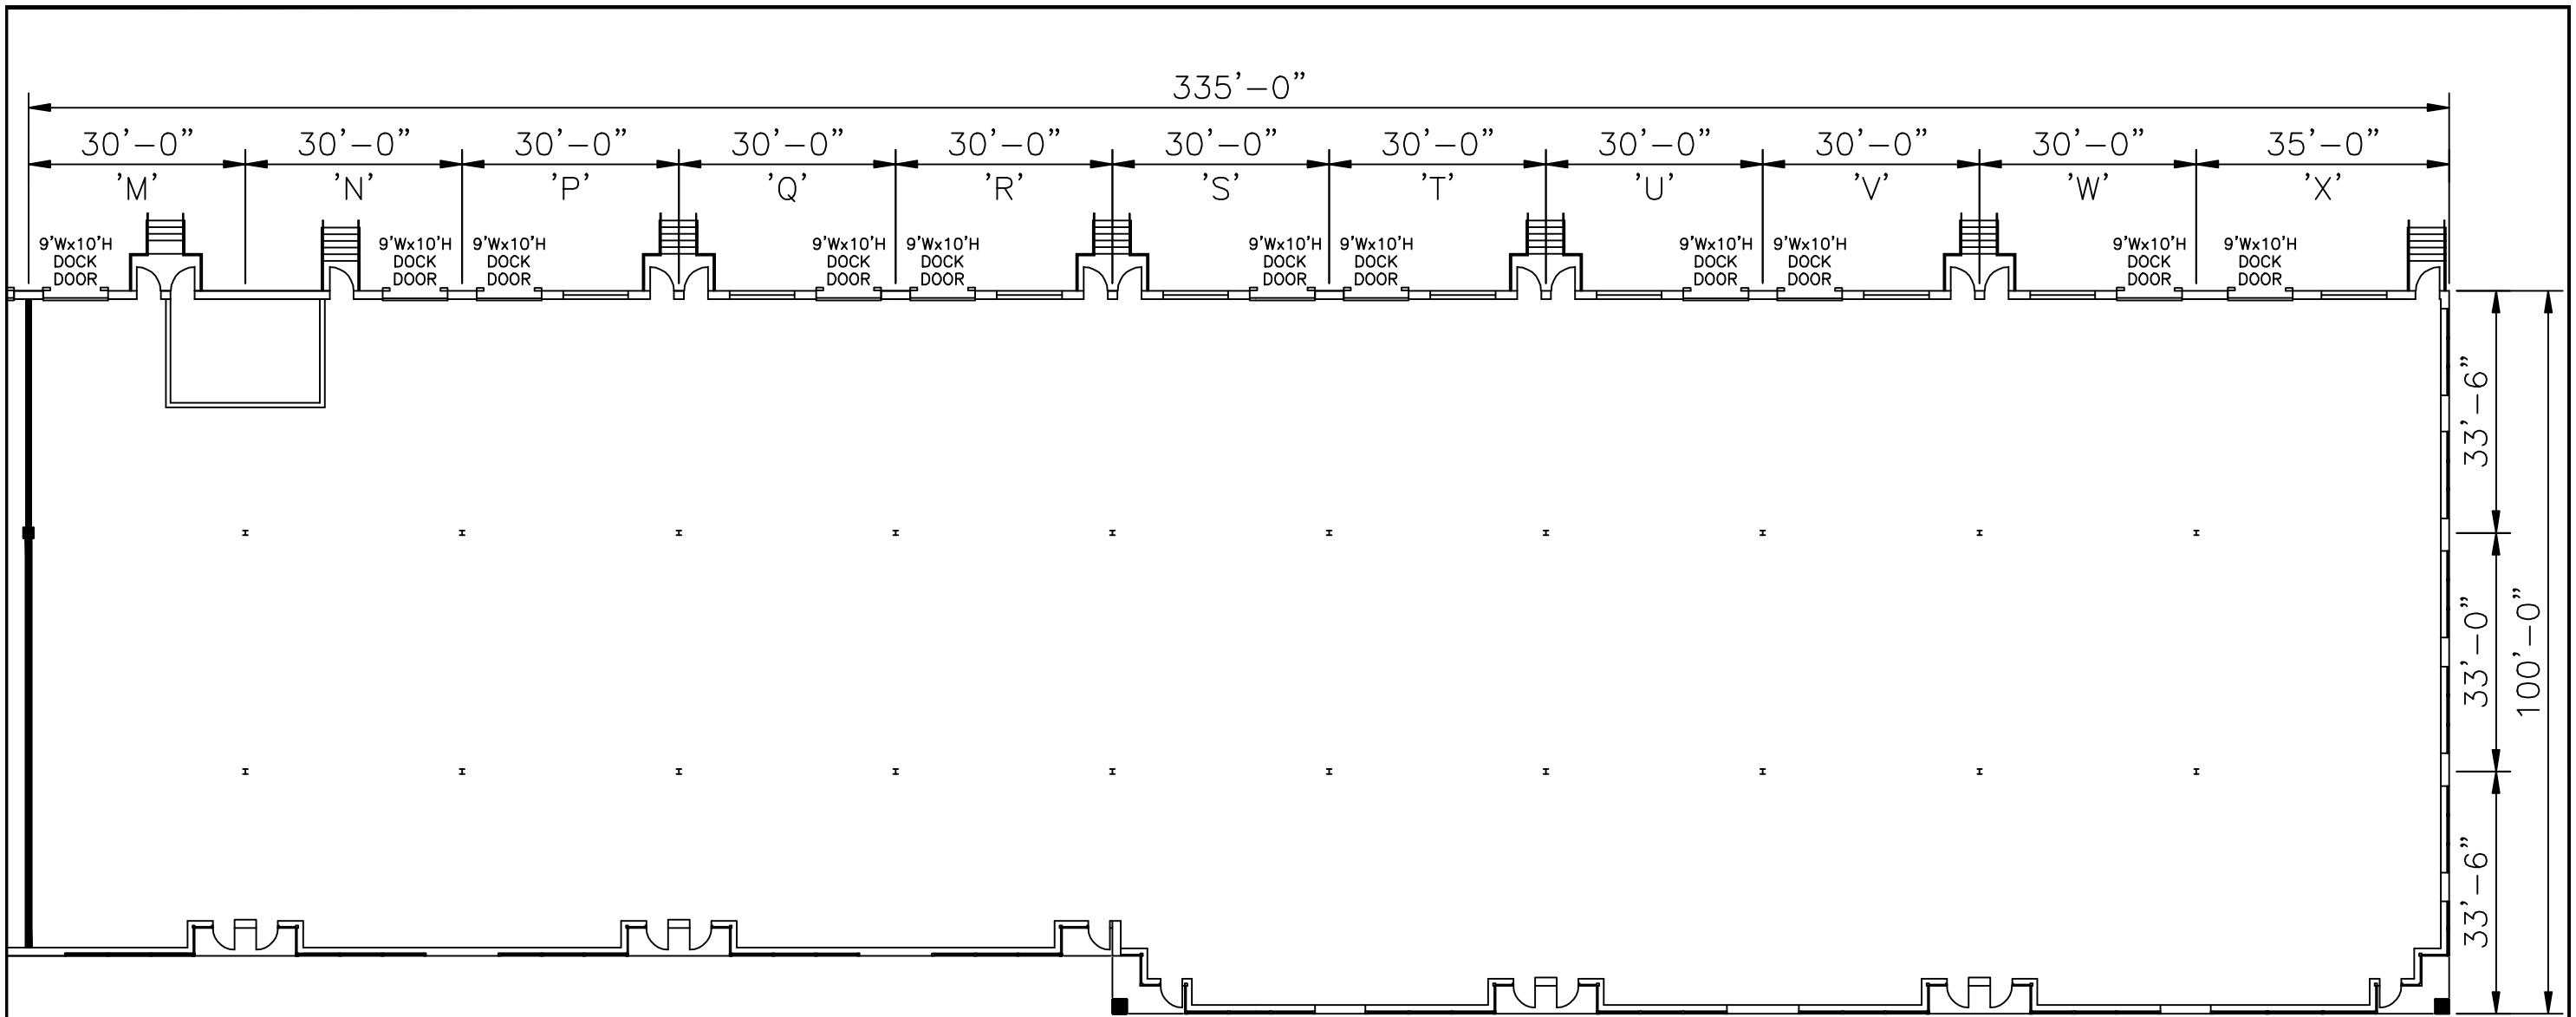 335'-0"
30'-0" 30'-0" 30'-0" 30'-0" 30'-0" 30'-0" 30'-0" 30'-0" 30'-0" 30'-0" 35'-0"
'M' 'N' 'P' 'Q' 'R' 'S' 'T' 'U' 'V' 'W' 'X'
9'Wx10'H 9'Wx10'H 9'Wx10'H 9'Wx10'H 9'Wx10'H 9'Wx10'H 9'Wx10'H 9'Wx10'H 9'Wx10'H 9'Wx10'H 9'Wx10'H
DOCK DOCK DOCK DOCK DOCK DOCK DOCK DOCK DOCK DOCK DOCK
DOOR DOOR DOOR DOOR DOOR DOOR DOOR DOOR DOOR DOOR DOOR
33'-6"
33'-0"
100'-0"
33'-6"